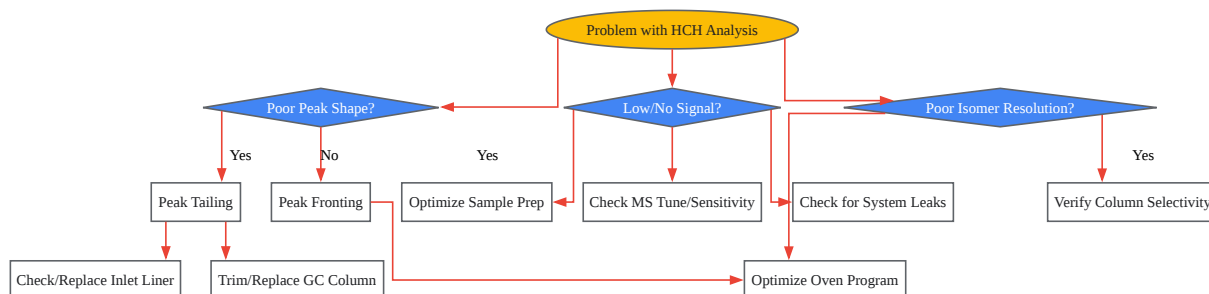 Problem with HCH Analysis
Poor Peak Shape?
Low/No Signal?
Poor Isomer Resolution?
Yes
No
Yes
Yes
Peak Tailing
Peak Fronting
Optimize Sample Prep
Check MS Tune/Sensitivity
Check for System Leaks
Verify Column Selectivity
Check/Replace Inlet Liner
Trim/Replace GC Column
Optimize Oven Program